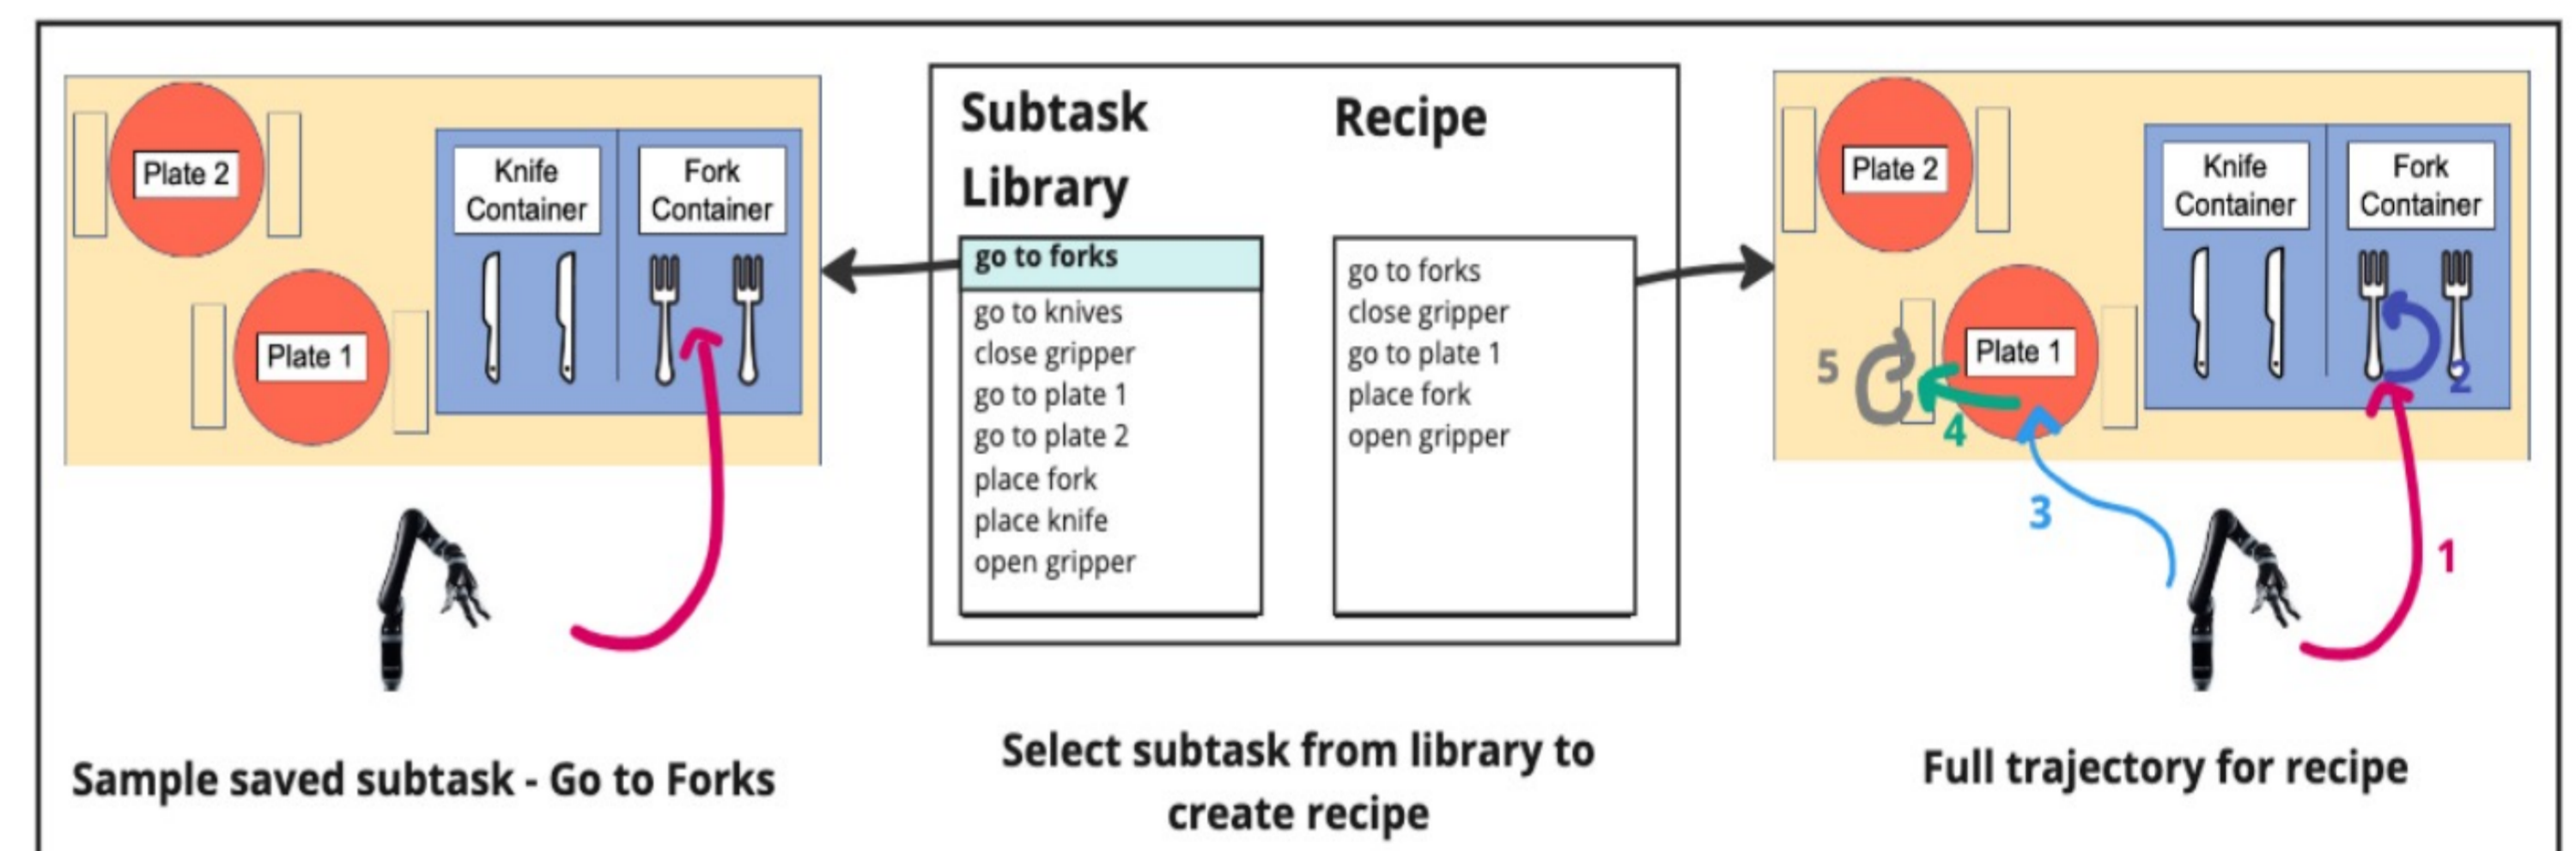 Plate 2
Knife
Container
Fork
Container
Plate 1
Sample saved subtask - Go to Forks
Subtask
Library
go to forks
go to knives
close gripper
go to plate 1
go to plate 2
place fork
place knife
open gripper
Recipe
go to forks
close gripper
go to plate 1
place fork
open gripper
Select subtask from library to
create recipe
Plate 2
Knife
Container
Fork
Container
Plate 1
5
4
2
3
1
Full trajectory for recipe